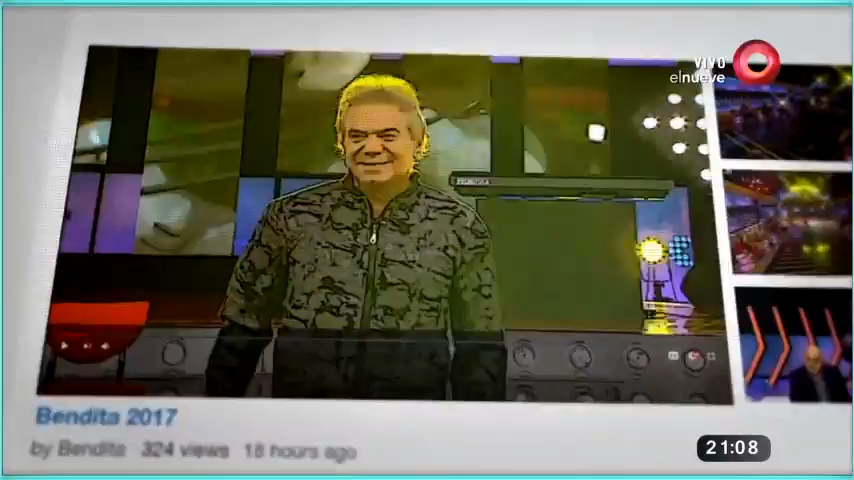 VIVO
elnueve
Bendita 2017
by Bendita 324 views 18 hours ago
21:08